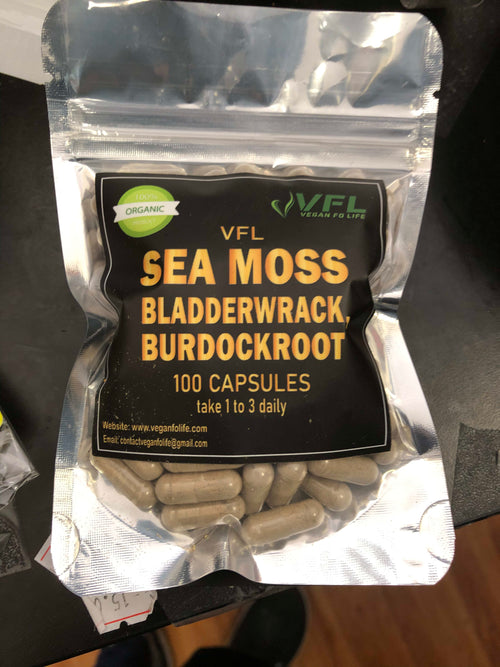 100%
ORGANIC
VFL
VEGAN FO LIFE
VFL
SEA MOSS
BLADDERWRACK,
BURDOCKROOT
100 CAPSULES
take 1 to 3 daily
Website: www.veganfolife.com
Email: contactveganfolife@gmail.com